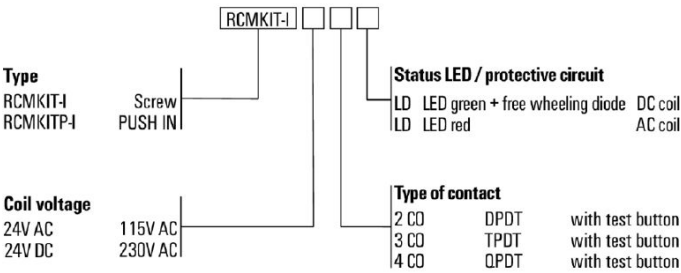 RCMKIT-I
Type
RCMKIT-I Screw
RCMKITP-I PUSH IN
Status LED / protective circuit
LD LED green + free wheeling diode DC coil
LD LED red AC coil
Coil voltage
24V AC 115V AC
24V DC 230V AC
Type of contact
2 CO DPDT with test button
3 CO TPDT with test button
4 CO QPDT with test button